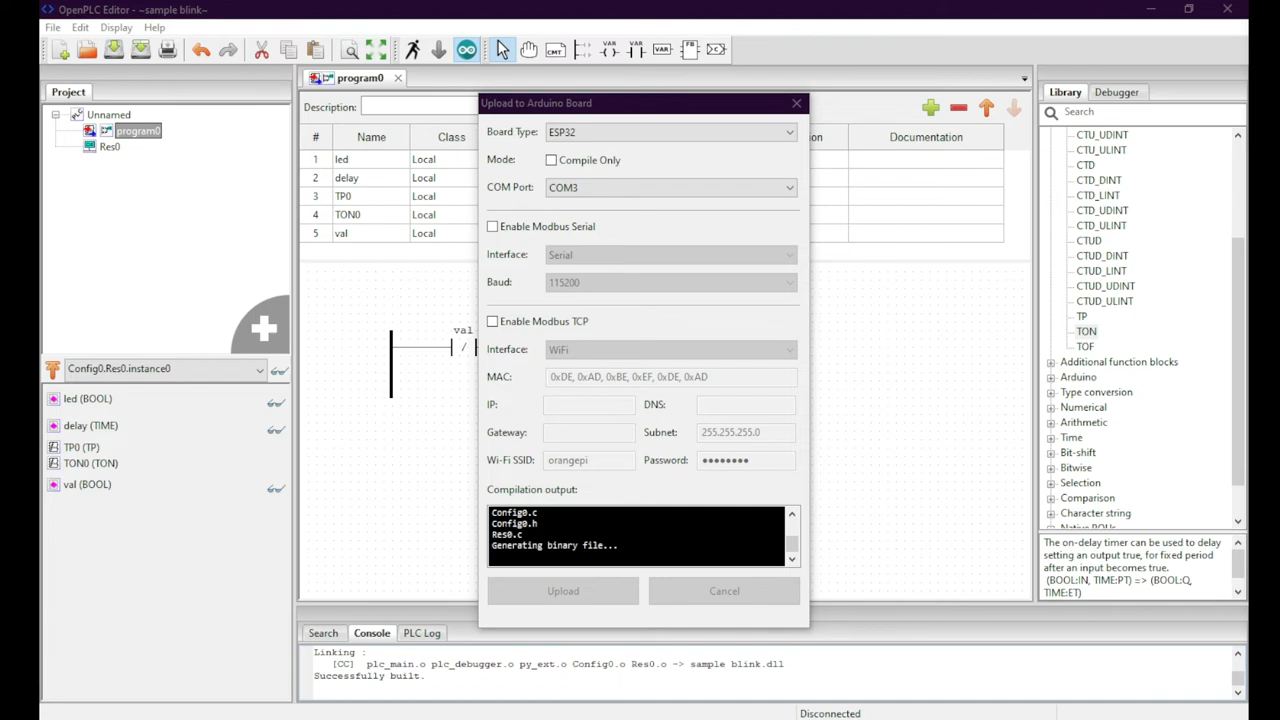 OpenPLC Editor - ~sample blink~
File Edit Display Help
CMT VAR VAR VAR FB
Project
Unnamed
program0
Res0
Config0.Res0.instance0
led (BOOL)
delay (TIME)
TP0 (TP)
TON0 (TON)
val (BOOL)
program0
Description:
# Name Class Documentation
1 led Local
2 delay Local
3 TP0 Local
4 TON0 Local
5 val Local
val
/
Upload to Arduino Board
Board Type: ESP32
Mode: Compile Only
COM Port: COM3
Enable Modbus Serial
Interface: Serial
Baud: 115200
Enable Modbus TCP
Interface: WiFi
MAC: 0xDE, 0xAD, 0xBE, 0xEF, 0xDE, 0xAD
IP: DNS:
Gateway: Subnet: 255.255.255.0
Wi-Fi SSID: orangepi Password: ••••••••
Compilation output:
Config0.c
Config0.h
Res0.c
Generating binary file...
Upload Cancel
Search Console PLC Log
Linking :
[CC] plc_main.o plc_debugger.o py_ext.o Config0.o Res0.o -> sample blink.dll
Successfully built.
Library Debugger
Search
CTU_UDINT
CTU_ULINT
CTD
CTD_DINT
CTD_LINT
CTD_UDINT
CTD_ULINT
CTUD
CTUD_DINT
CTUD_LINT
CTUD_UDINT
CTUD_ULINT
TP
TON
TOF
Additional function blocks
Arduino
Type conversion
Numerical
Arithmetic
Time
Bit-shift
Bitwise
Selection
Comparison
Character string
Native POUs
The on-delay timer can be used to delay
setting an output true, for fixed period
after an input becomes true.
(BOOL:IN, TIME:PT) => (BOOL:Q,
TIME:ET)
Disconnected